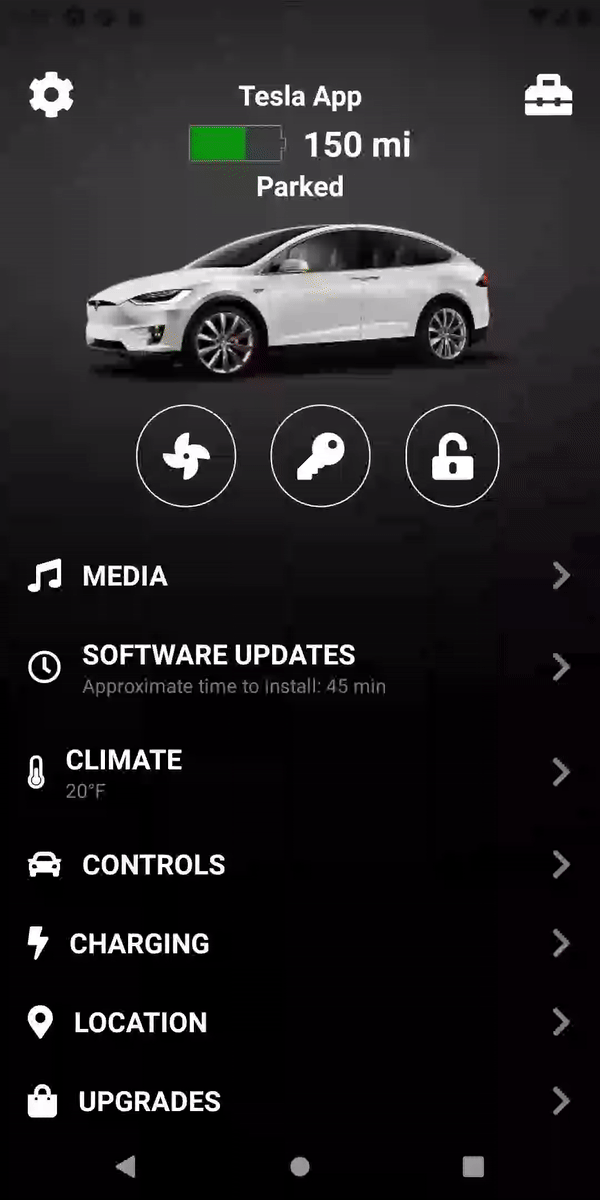 Tesla App
150 mi
Parked
MEDIA
SOFTWARE UPDATES
Approximate time to install: 45 min
CLIMATE
20°F
CONTROLS
CHARGING
LOCATION
UPGRADES